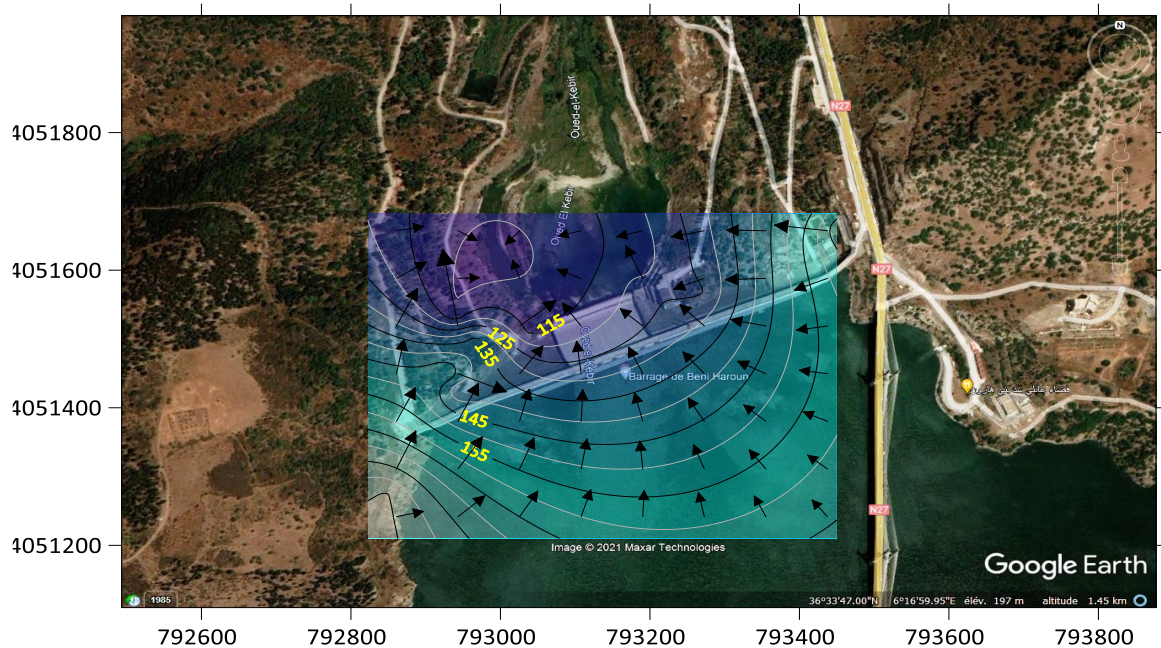 N
4051800
4051600
4051400
4051200
Oued-el-Kebir
N27
Oued El Kebir
N27
115
125
135
Oued el Kebir
Barrage de Beni Haroun
145
155
N27
Image © 2021 Maxar Technologies
Google Earth
1985
36°33'47.00"N 6°16'59.95"E élév. 197 m altitude 1.45 km
792600
792800
793000
793200
793400
793600
793800